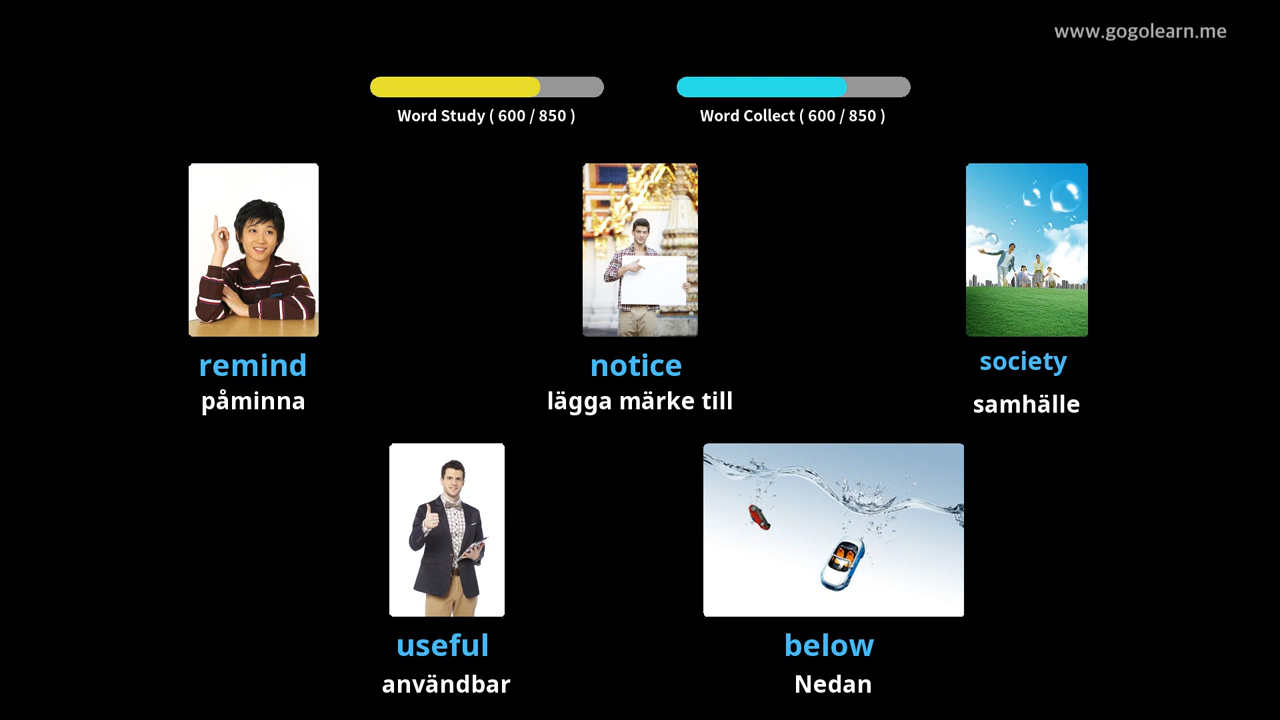 www.gogolearn.me
Word Study ( 600 / 850 )
Word Collect ( 600 / 850 )
remind
påminna
notice
lägga märke till
society
samhälle
useful
användbar
below
Nedan